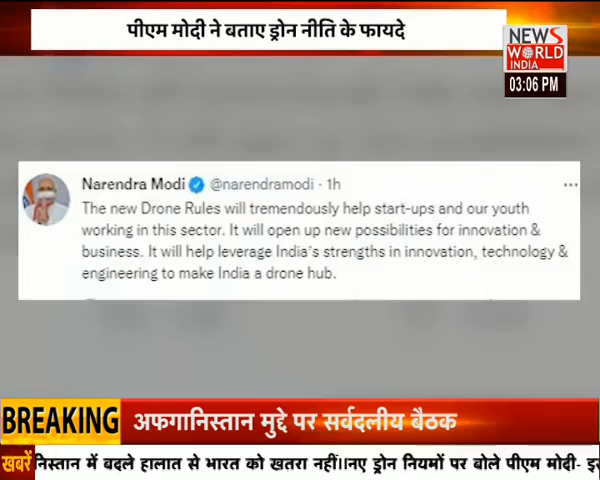 पीएम मोदी ने बताए ड्रोन नीति के फायदे
NEWS
WORLD
INDIA
03:06 PM
Narendra Modi @narendramodi · 1h ...
The new Drone Rules will tremendously help start-ups and our youth
working in this sector. It will open up new possibilities for innovation &
business. It will help leverage India's strengths in innovation, technology &
engineering to make India a drone hub.
BREAKING अफगानिस्तान मुद्दे पर सर्वदलीय बैठक
खबरें निस्तान में बदले हालात से भारत को खतरा नहीं।।नए ड्रोन नियमों पर बोले पीएम मोदी-